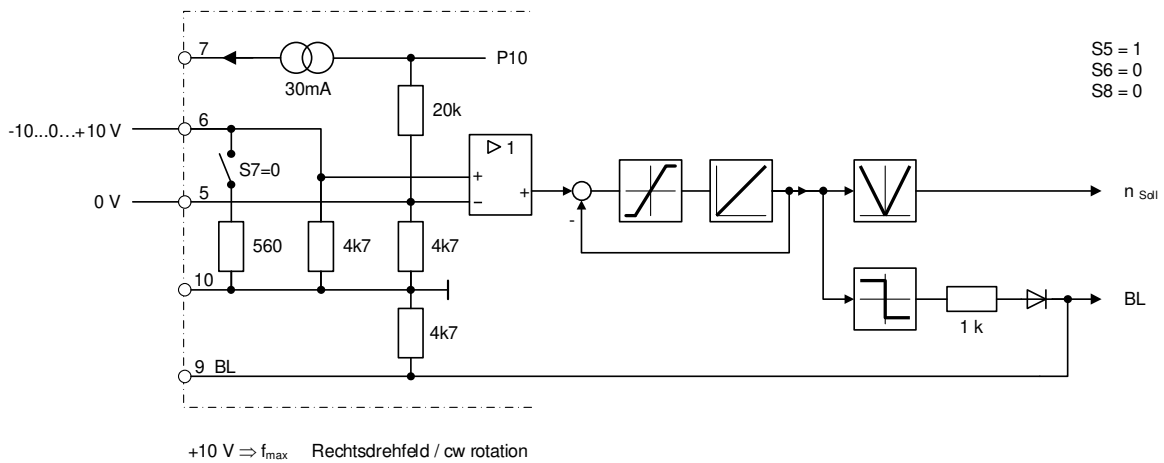 7
P10
S5 = 1
S6 = 0
S8 = 0
30mA
20k
-10...0...+10 V
6
▷ 1
S7=0
+
+
0 V
5
−
n Soll
-
560
4k7
4k7
10
BL
4k7
1 k
9 BL
+10 V ⇒ fmax Rechtsdrehfeld / cw rotation